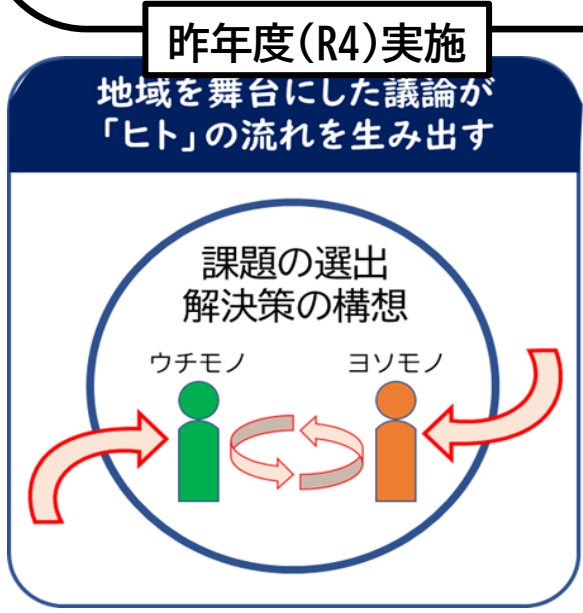 昨年度(R4)実施
地域を舞台にした議論が
「ヒト」の流れを生み出す
課題の選出
解決策の構想
ウチモノ
ヨソモノ